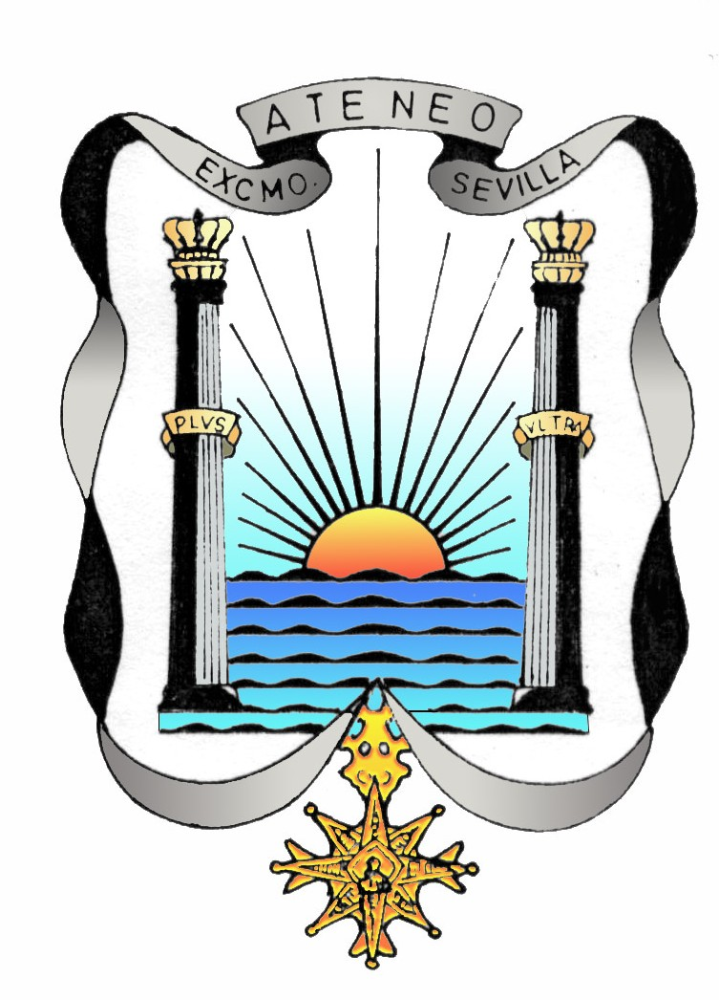 EXCMO.
ATENEO
SEVILLA
PLVS
VLTRA